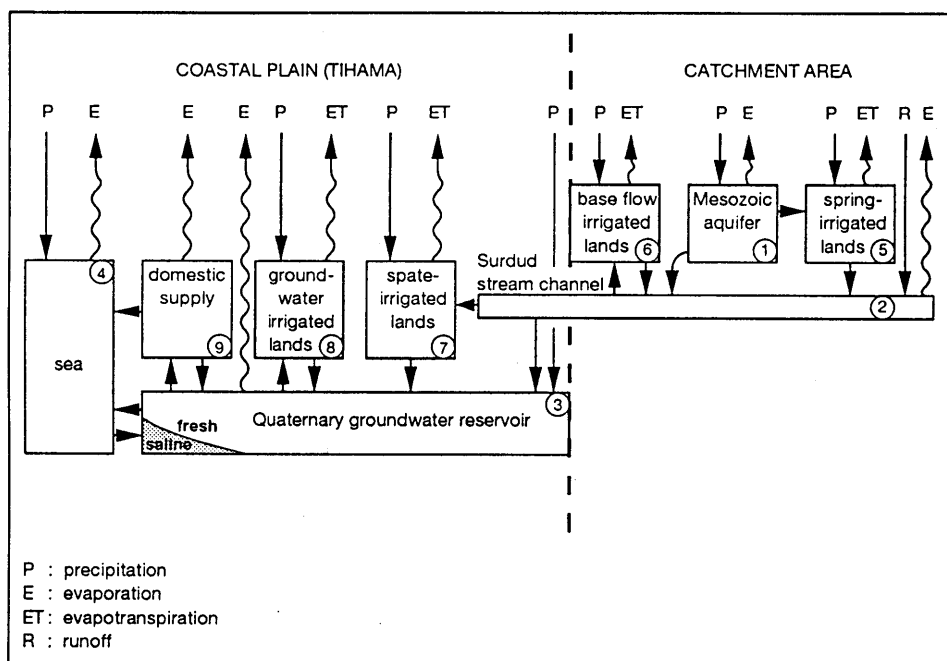 COASTAL PLAIN (TIHAMA)
CATCHMENT AREA
P E E E P ET P ET P P ET P E P ET R E
base flow
irrigated
lands 6
Mesozoic
aquifer
1
spring-
irrigated
lands 5
Surdud
stream channel
2
4
sea
domestic
supply
9
ground-
water
irrigated
lands 8
spate-
irrigated
lands
7
3
Quaternary groundwater reservoir
fresh
saline
P : precipitation
E : evaporation
ET : evapotranspiration
R : runoff